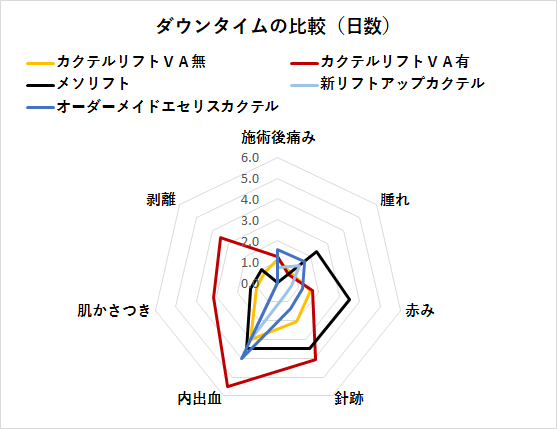 ダウンタイムの比較（日数）
カクテルリフトＶＡ無
カクテルリフトＶＡ有
メソリフト
新リフトアップカクテル
オーダーメイドエセリスカクテル
施術後痛み
6.0
5.0
剥離
腫れ
4.0
3.0
2.0
1.0
0.0
肌かさつき
赤み
内出血
針跡